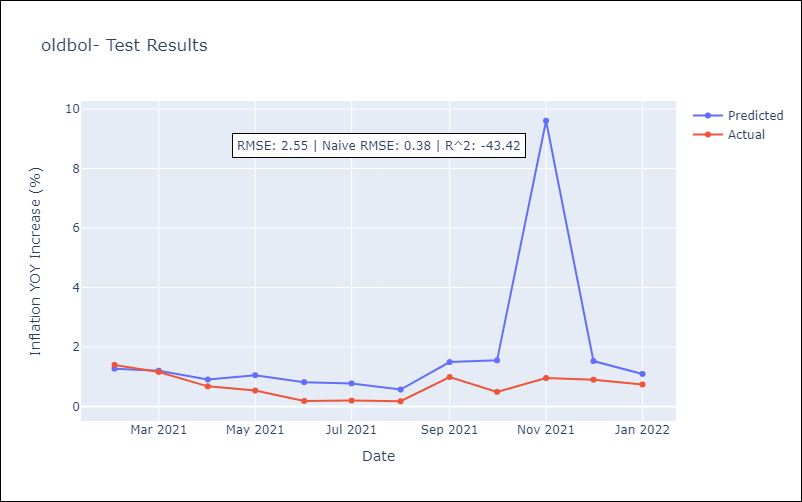 oldbol- Test Results
Predicted
Actual
RMSE: 2.55 | Naive RMSE: 0.38 | R^2: -43.42
Inflation YOY Increase (%)
10
8
6
4
2
0
Mar 2021 May 2021 Jul 2021 Sep 2021 Nov 2021 Jan 2022
Date